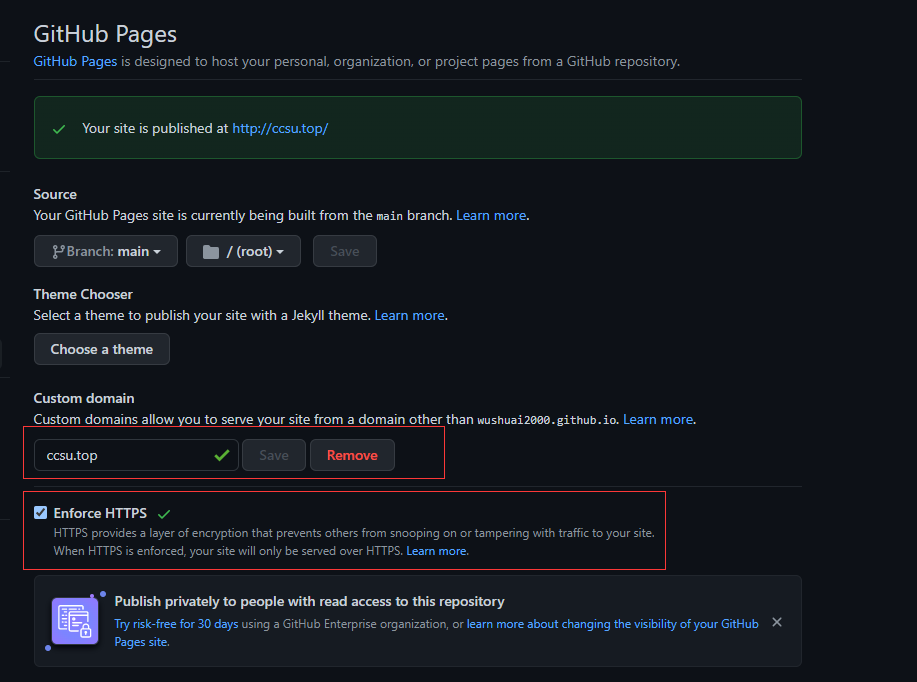 GitHub Pages
GitHub Pages is designed to host your personal, organization, or project pages from a GitHub repository.
Your site is published at http://ccsu.top/
Source
Your GitHub Pages site is currently being built from the main branch. Learn more.
Branch: main
/ (root)
Save
Theme Chooser
Select a theme to publish your site with a Jekyll theme. Learn more.
Choose a theme
Custom domain
Custom domains allow you to serve your site from a domain other than wushuai2000.github.io. Learn more.
ccsu.top
Save
Remove
Enforce HTTPS
HTTPS provides a layer of encryption that prevents others from snooping on or tampering with traffic to your site.
When HTTPS is enforced, your site will only be served over HTTPS. Learn more.
Publish privately to people with read access to this repository
Try risk-free for 30 days using a GitHub Enterprise organization, or learn more about changing the visibility of your GitHub
Pages site.